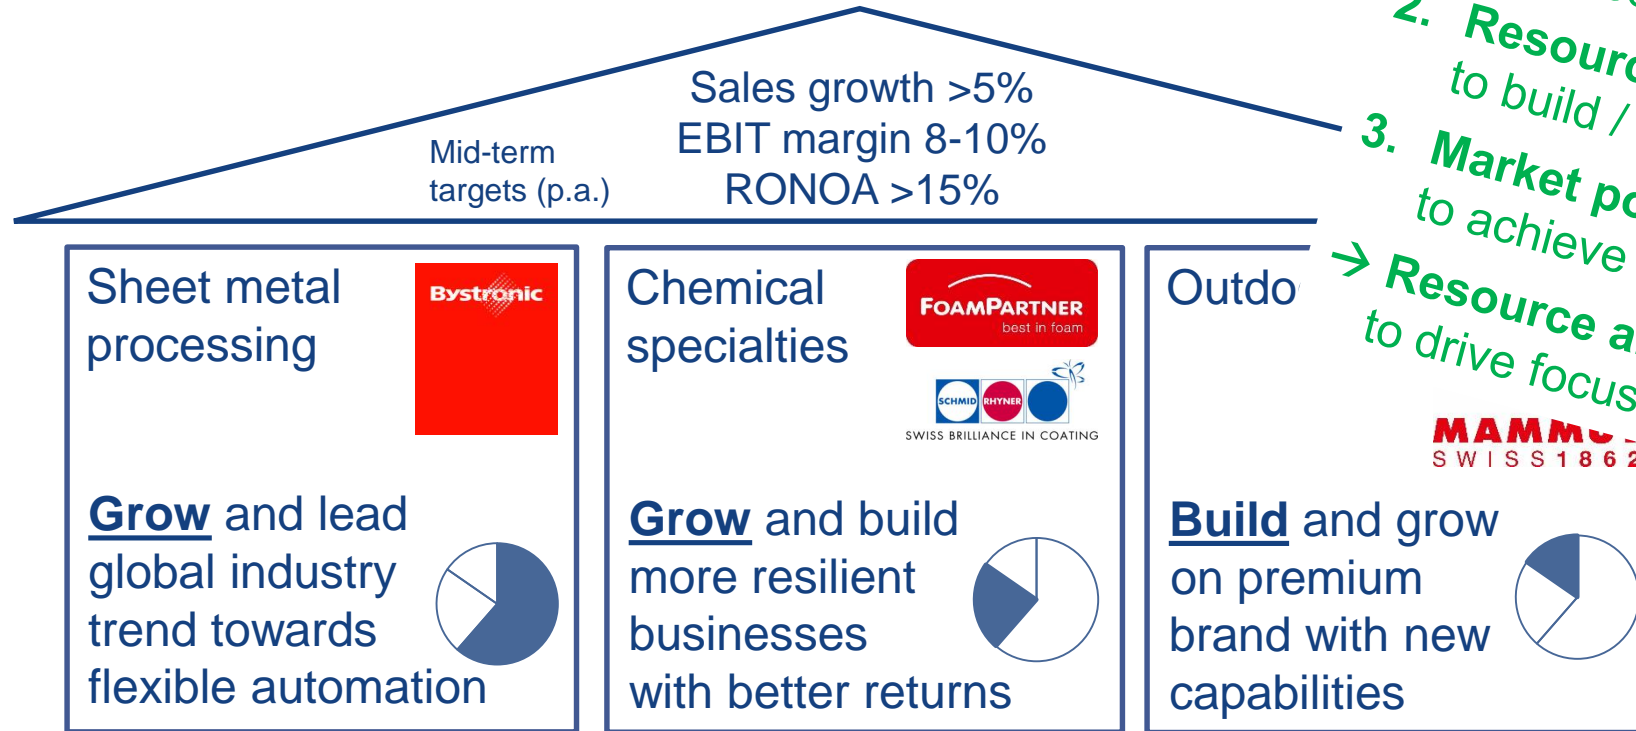 Sales growth >5%
EBIT margin 8-10%
RONOA >15%
Mid-term
targets (p.a.)
2.
to build /
3. Market
to achieve
→ Resource
to drive focus
Sheet metal
processing
Bystronic
Grow and lead
global industry
trend towards
flexible automation
Chemical
specialties
FOAMPARTNER
best in foam
SCHMID RHYNER
SWISS BRILLIANCE IN COATING
Grow and build
more resilient
businesses
with better returns
SWISS 1862
Build and grow
on premium
brand with new
capabilities